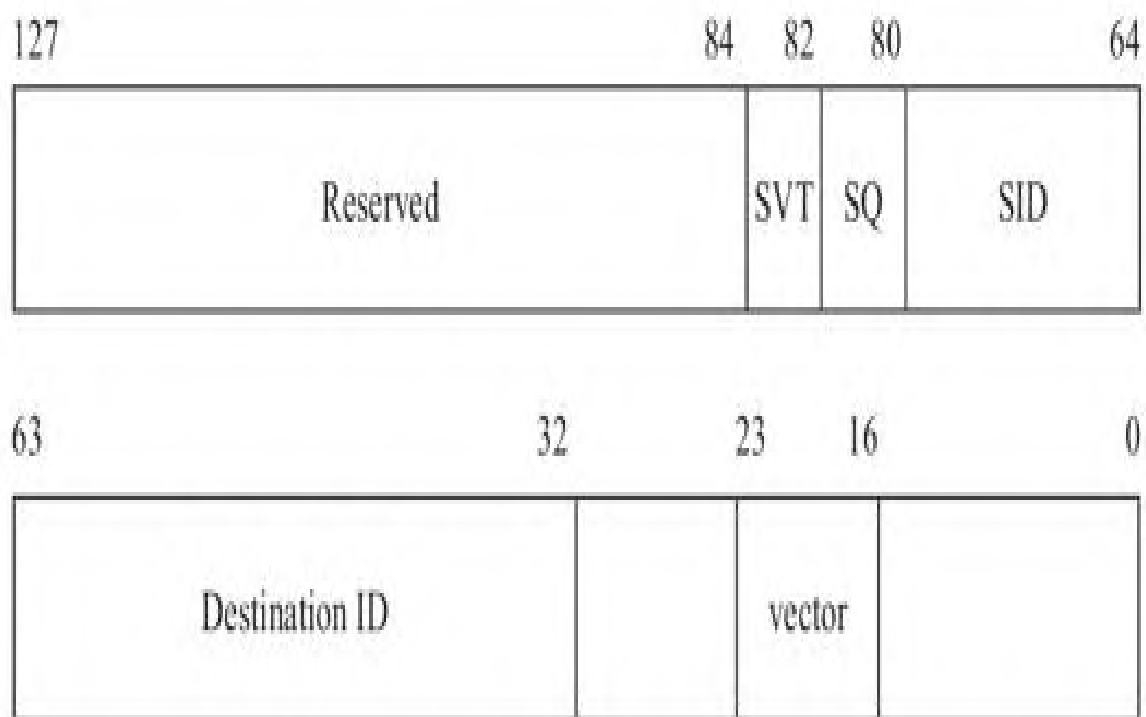 127 84 82 80 64
Reserved SVT SQ SID
63 32 23 16 0
Destination ID vector